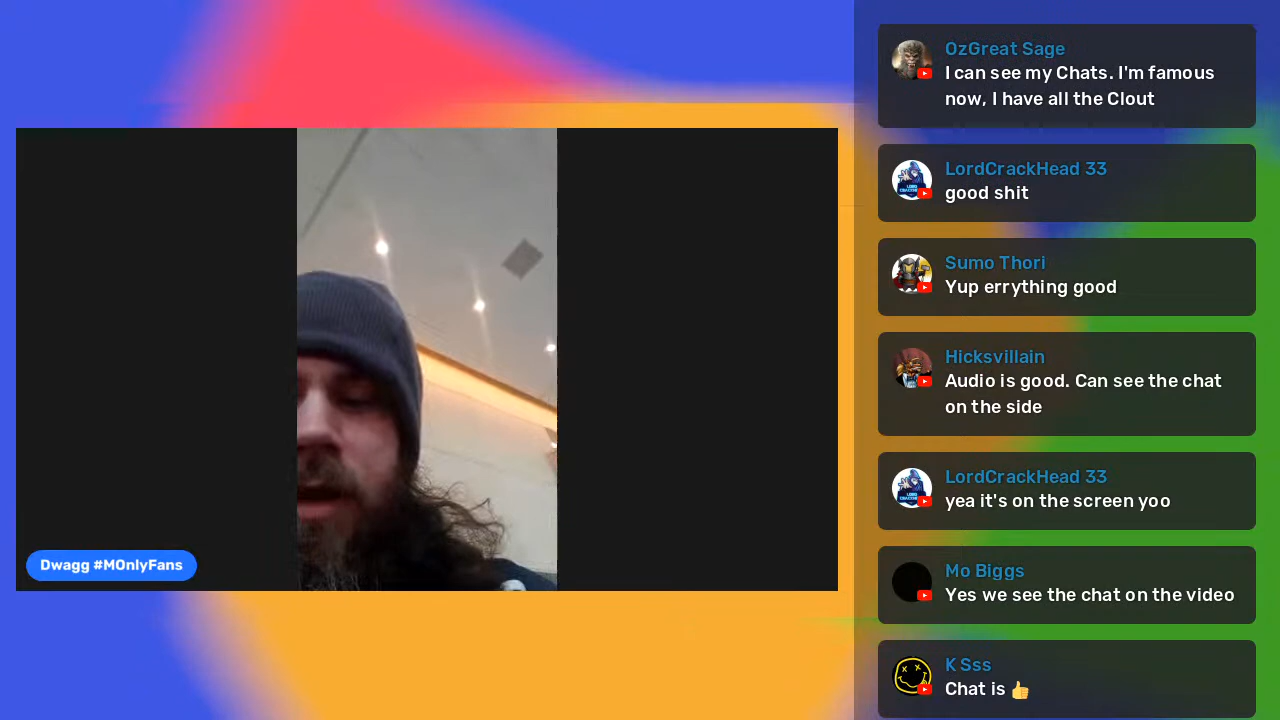 OzGreat Sage
I can see my Chats. I'm famous
now, I have all the Clout
LordCrackHead 33
good shit
Sumo Thori
Yup errything good
Hicksvillain
Audio is good. Can see the chat
on the side
LordCrackHead 33
yea it's on the screen yoo
Mo Biggs
Yes we see the chat on the video
K Sss
Chat is 👍
Dwagg #MOnlyFans